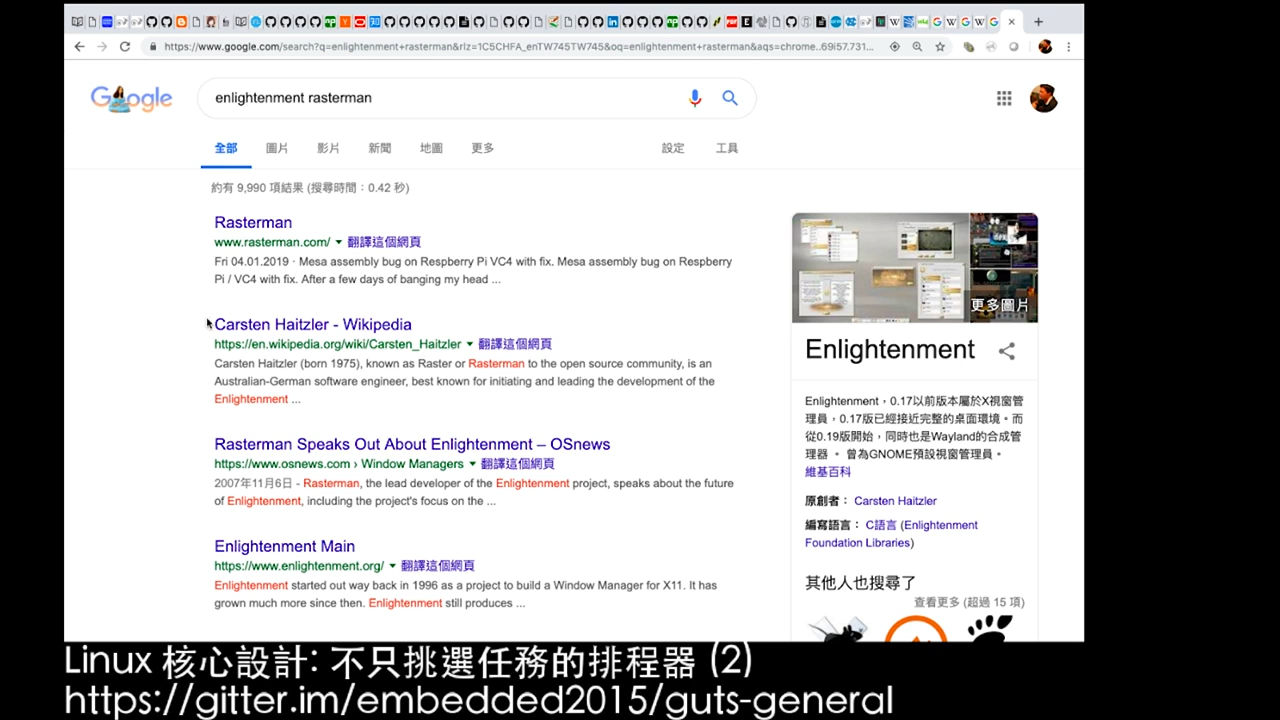 https://www.google.com/search?q=enlightenment+rasterman&rlz=1C5CHFA_enTW745TW745&oq=enlightenment+rasterman&aqs=chrome..69i57.731...
Google
enlightenment rasterman
全部 圖片 影片 新聞 地圖 更多 設定 工具
約有 9,990 項結果 (搜尋時間：0.42 秒)
Rasterman
www.rasterman.com/ ▼ 翻譯這個網頁
Fri 04.01.2019 · Mesa assembly bug on Respberry Pi VC4 with fix. Mesa assembly bug on Respberry
Pi / VC4 with fix. After a few days of banging my head ...
Carsten Haitzler - Wikipedia
https://en.wikipedia.org/wiki/Carsten_Haitzler ▼ 翻譯這個網頁
Carsten Haitzler (born 1975), known as Raster or Rasterman to the open source community, is an
Australian-German software engineer, best known for initiating and leading the development of the
Enlightenment ...
Rasterman Speaks Out About Enlightenment – OSnews
https://www.osnews.com › Window Managers ▼ 翻譯這個網頁
2007年11月6日 - Rasterman, the lead developer of the Enlightenment project, speaks about the future
of Enlightenment, including the project's focus on the ...
Enlightenment Main
https://www.enlightenment.org/ ▼ 翻譯這個網頁
Enlightenment started out way back in 1996 as a project to build a Window Manager for X11. It has
grown much more since then. Enlightenment still produces ...
更多圖片
Enlightenment
Enlightenment，0.17以前版本屬於X視窗管
理員，0.17版已經接近完整的桌面環境。而
從0.19版開始，同時也是Wayland的合成管
理器 。 曾為GNOME預設視窗管理員。
維基百科
原創者： Carsten Haitzler
編寫語言： C語言 (Enlightenment
Foundation Libraries)
其他人也搜尋了
查看更多 (超過 15 項)
Linux 核心設計: 不只挑選任務的排程器 (2)
https://gitter.im/embedded2015/guts-general